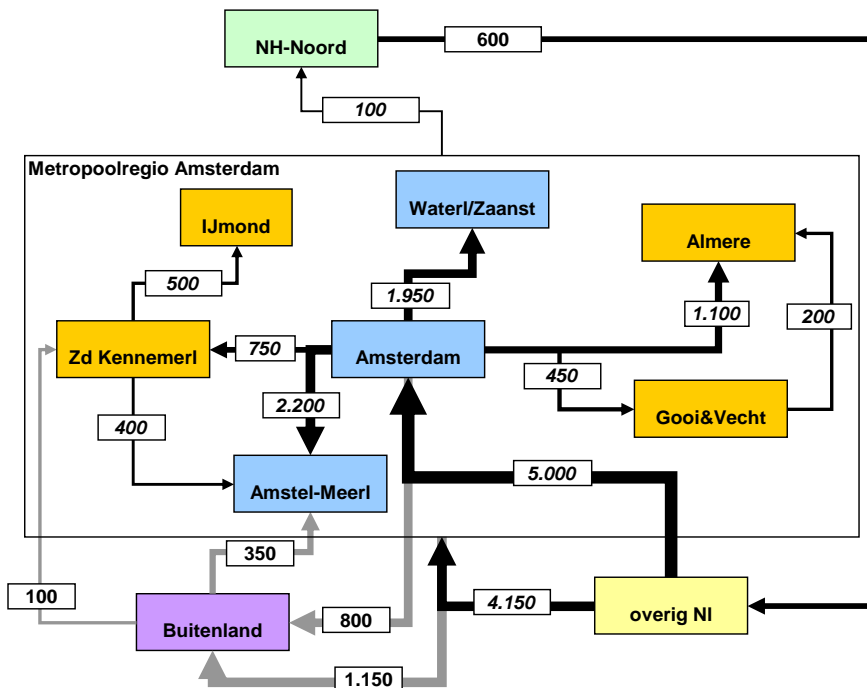 NH-Noord
600
100
Metropoolregio Amsterdam
Waterl/Zaanst
IJmond
Almere
500
1.950
1.100
200
Zd Kennemerl
750
Amsterdam
450
2.200
400
Gooi&Vecht
5.000
Amstel-Meerl
350
100
Buitenland
800
4.150
overig Nl
1.150